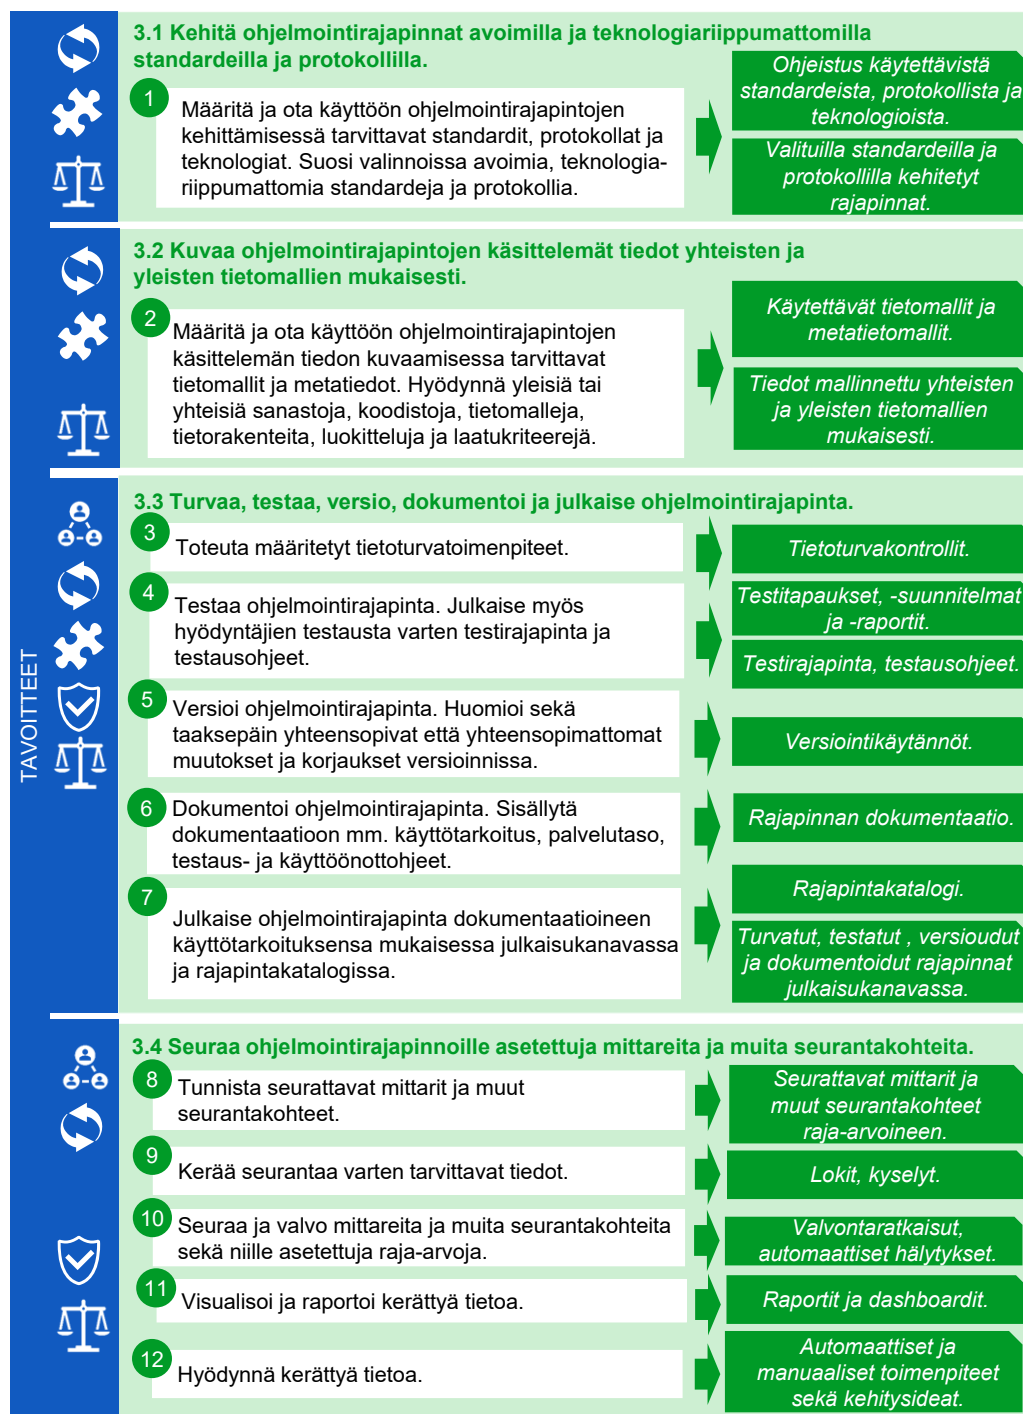 TAVOITTEET
3.1 Kehitä ohjelmointirajapinnat avoimilla ja teknologiariippumattomilla
standardeilla ja protokollilla.
1
Määritä ja ota käyttöön ohjelmointirajapintojen
kehittämisessä tarvittavat standardit, protokollat ja
teknologiat. Suosi valinnoissa avoimia, teknologia-
riippumattomia standardeja ja protokollia.
Ohjeistus käytettävistä
standardeista, protokollista ja
teknologioista.
Valituilla standardeilla ja
protokollilla kehitetyt
rajapinnat.
3.2 Kuvaa ohjelmointirajapintojen käsittelemät tiedot yhteisten ja
yleisten tietomallien mukaisesti.
2
Määritä ja ota käyttöön ohjelmointirajapintojen
käsittelemän tiedon kuvaamisessa tarvittavat
tietomallit ja metatiedot. Hyödynnä yleisiä tai
yhteisiä sanastoja, koodistoja, tietomalleja,
tietorakenteita, luokitteluja ja laatukriteerejä.
Käytettävät tietomallit ja
metatietomallit.
Tiedot mallinnettu yhteisten
ja yleisten tietomallien
mukaisesti.
3.3 Turvaa, testaa, versio, dokumentoi ja julkaise ohjelmointirajapinta.
3
Toteuta määritetyt tietoturvatoimenpiteet.
Tietoturvakontrollit.
4
Testaa ohjelmointirajapinta. Julkaise myös
hyödyntäjien testausta varten testirajapinta ja
testausohjeet.
Testitapaukset, -suunnitelmat
ja -raportit.
Testirajapinta, testausohjeet.
5
Versioi ohjelmointirajapinta. Huomioi sekä
taaksepäin yhteensopivat että yhteensopimattomat
muutokset ja korjaukset versioinnissa.
Versiointikäytännöt.
6
Dokumentoi ohjelmointirajapinta. Sisällytä
dokumentaatioon mm. käyttötarkoitus, palvelutaso,
testaus- ja käyttöönottohjeet.
Rajapinnan dokumentaatio.
7
Julkaise ohjelmointirajapinta dokumentaatioineen
käyttötarkoituksensa mukaisessa julkaisukanavassa
ja rajapintakatalogissa.
Rajapintakatalogi.
Turvatut, testatut , versioudut
ja dokumentoidut rajapinnat
julkaisukanavassa.
3.4 Seuraa ohjelmointirajapinnoille asetettuja mittareita ja muita seurantakohteita.
8
Tunnista seurattavat mittarit ja muut
seurantakohteet.
Seurattavat mittarit ja
muut seurantakohteet
raja-arvoineen.
9
Kerää seurantaa varten tarvittavat tiedot.
Lokit, kyselyt.
10
Seuraa ja valvo mittareita ja muita seurantakohteita
sekä niille asetettuja raja-arvoja.
Valvontaratkaisut,
automaattiset hälytykset.
11
Visualisoi ja raportoi kerättyä tietoa.
Raportit ja dashboardit.
12
Hyödynnä kerättyä tietoa.
Automaattiset ja
manuaaliset toimenpiteet
sekä kehitysideat.